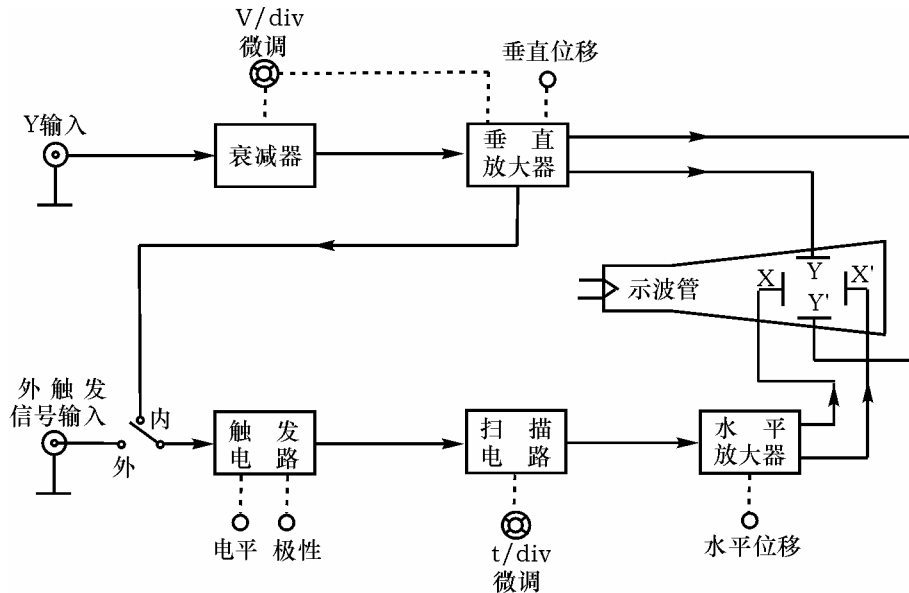 V/div
微调
垂直位移
Y输入
衰减器
垂直
放大器
示波管
X
Y
X'
Y'
外触发
信号输入
内
外
触发
电路
扫描
电路
水平
放大器
电平
极性
t/div
微调
水平位移